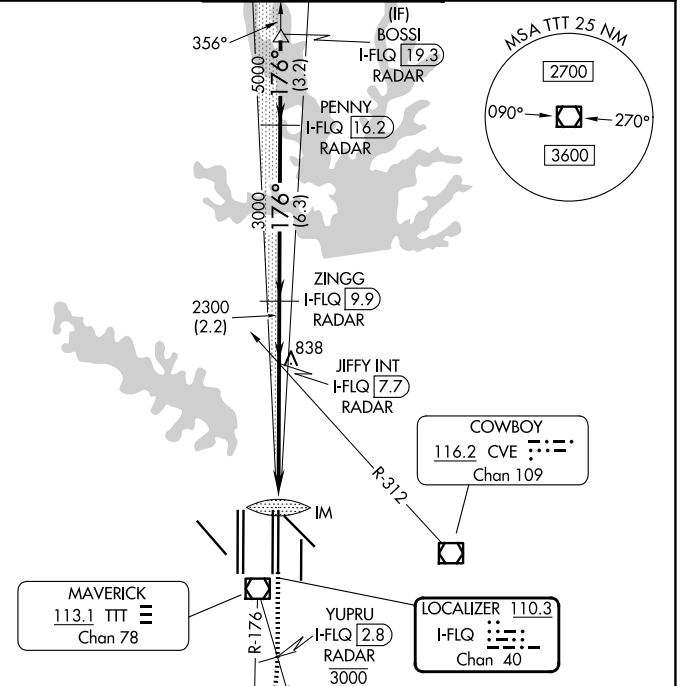 (IF)
BOSSI
I-FLQ 19.3
RADAR
356°
5000
176°
(3.2)
PENNY
I-FLQ 16.2
RADAR
3000
176°
(6.3)
ZINGG
I-FLQ 9.9
RADAR
2300
(2.2)
838
JIFFY INT
I-FLQ 7.7
RADAR
R-312
MSA TTT 25 NM
2700
090°
270°
3600
COWBOY
116.2 CVE
Chan 109
IM
MAVERICK
113.1 TTT
Chan 78
R-176
YUPRU
I-FLQ 2.8
RADAR
3000
LOCALIZER 110.3
I-FLQ
Chan 40